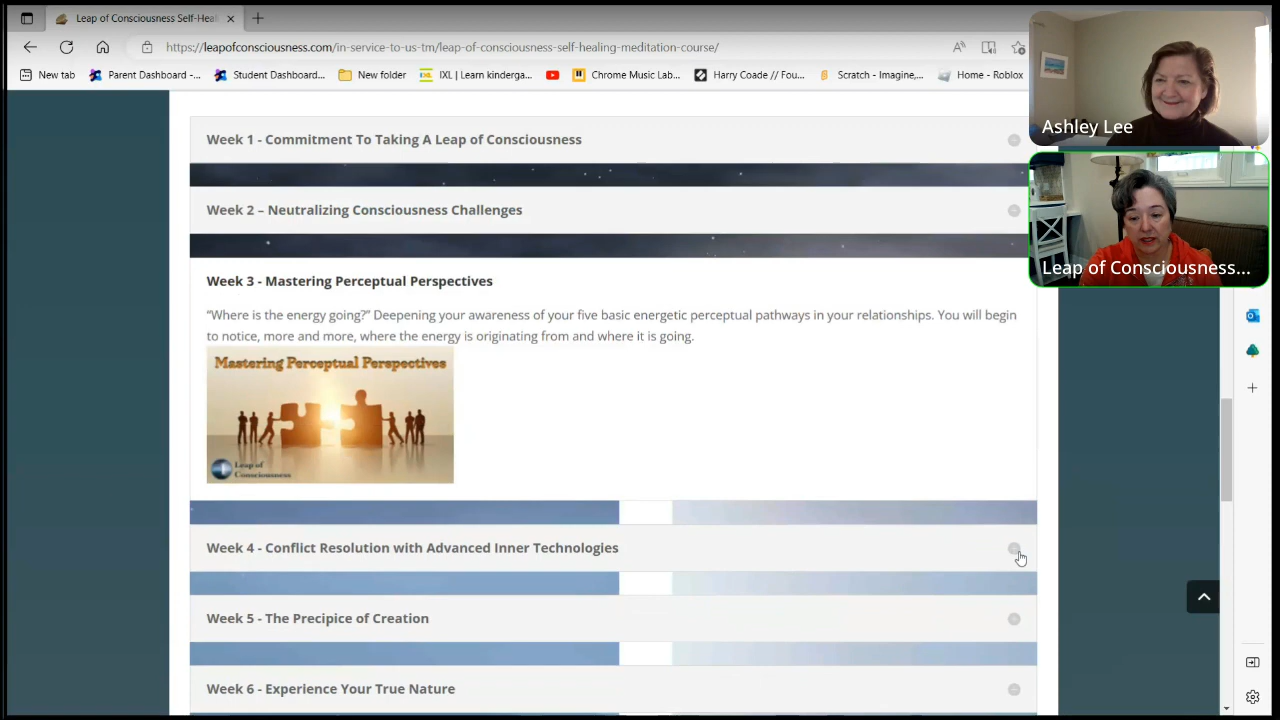 Leap of Consciousness Self-Heal
https://leapofconsciousness.com/in-service-to-us-tm/leap-of-consciousness-self-healing-meditation-course/
New tab
Parent Dashboard -...
Student Dashboard...
New folder
IXL | Learn kinderga...
Chrome Music Lab...
Harry Coade // Fou...
Scratch - Imagine,...
Home - Roblox
Ashley Lee
Leap of Consciousness...
Week 1 - Commitment To Taking A Leap of Consciousness
Week 2 – Neutralizing Consciousness Challenges
Week 3 - Mastering Perceptual Perspectives
“Where is the energy going?” Deepening your awareness of your five basic energetic perceptual pathways in your relationships. You will begin
to notice, more and more, where the energy is originating from and where it is going.
Mastering Perceptual Perspectives
Leap of
Consciousness
Week 4 - Conflict Resolution with Advanced Inner Technologies
Week 5 - The Precipice of Creation
Week 6 - Experience Your True Nature